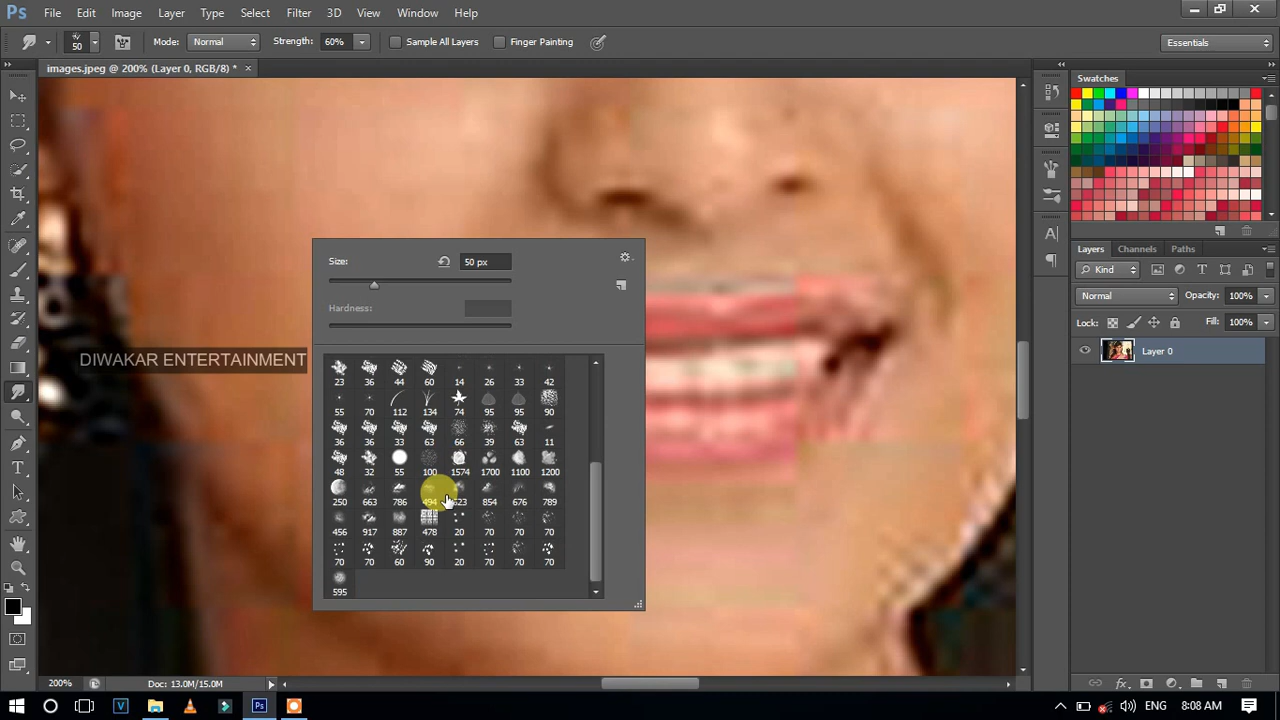 Ps File Edit Image Layer Type Select Filter 3D View Window Help
50 Mode: Normal Strength: 60% Sample All Layers Finger Painting Essentials
images.jpeg @ 200% (Layer 0, RGB/8) * ×
Swatches
Size: 50 px
Hardness:
23 36 44 60 14 26 33 42
55 70 112 134 74 95 95 90
36 36 33 63 66 39 63 11
48 32 55 100 1574 1700 1100 1200
250 663 786 494 623 854 676 789
456 917 887 478 20 70 70 70
70 70 60 90 20 70 70 70
595
DIWAKAR ENTERTAINMENT
Layers Channels Paths
Kind
Normal Opacity: 100%
Lock: Fill: 100%
Layer 0
200% Doc: 13.0M/15.0M
ENG 8:08 AM